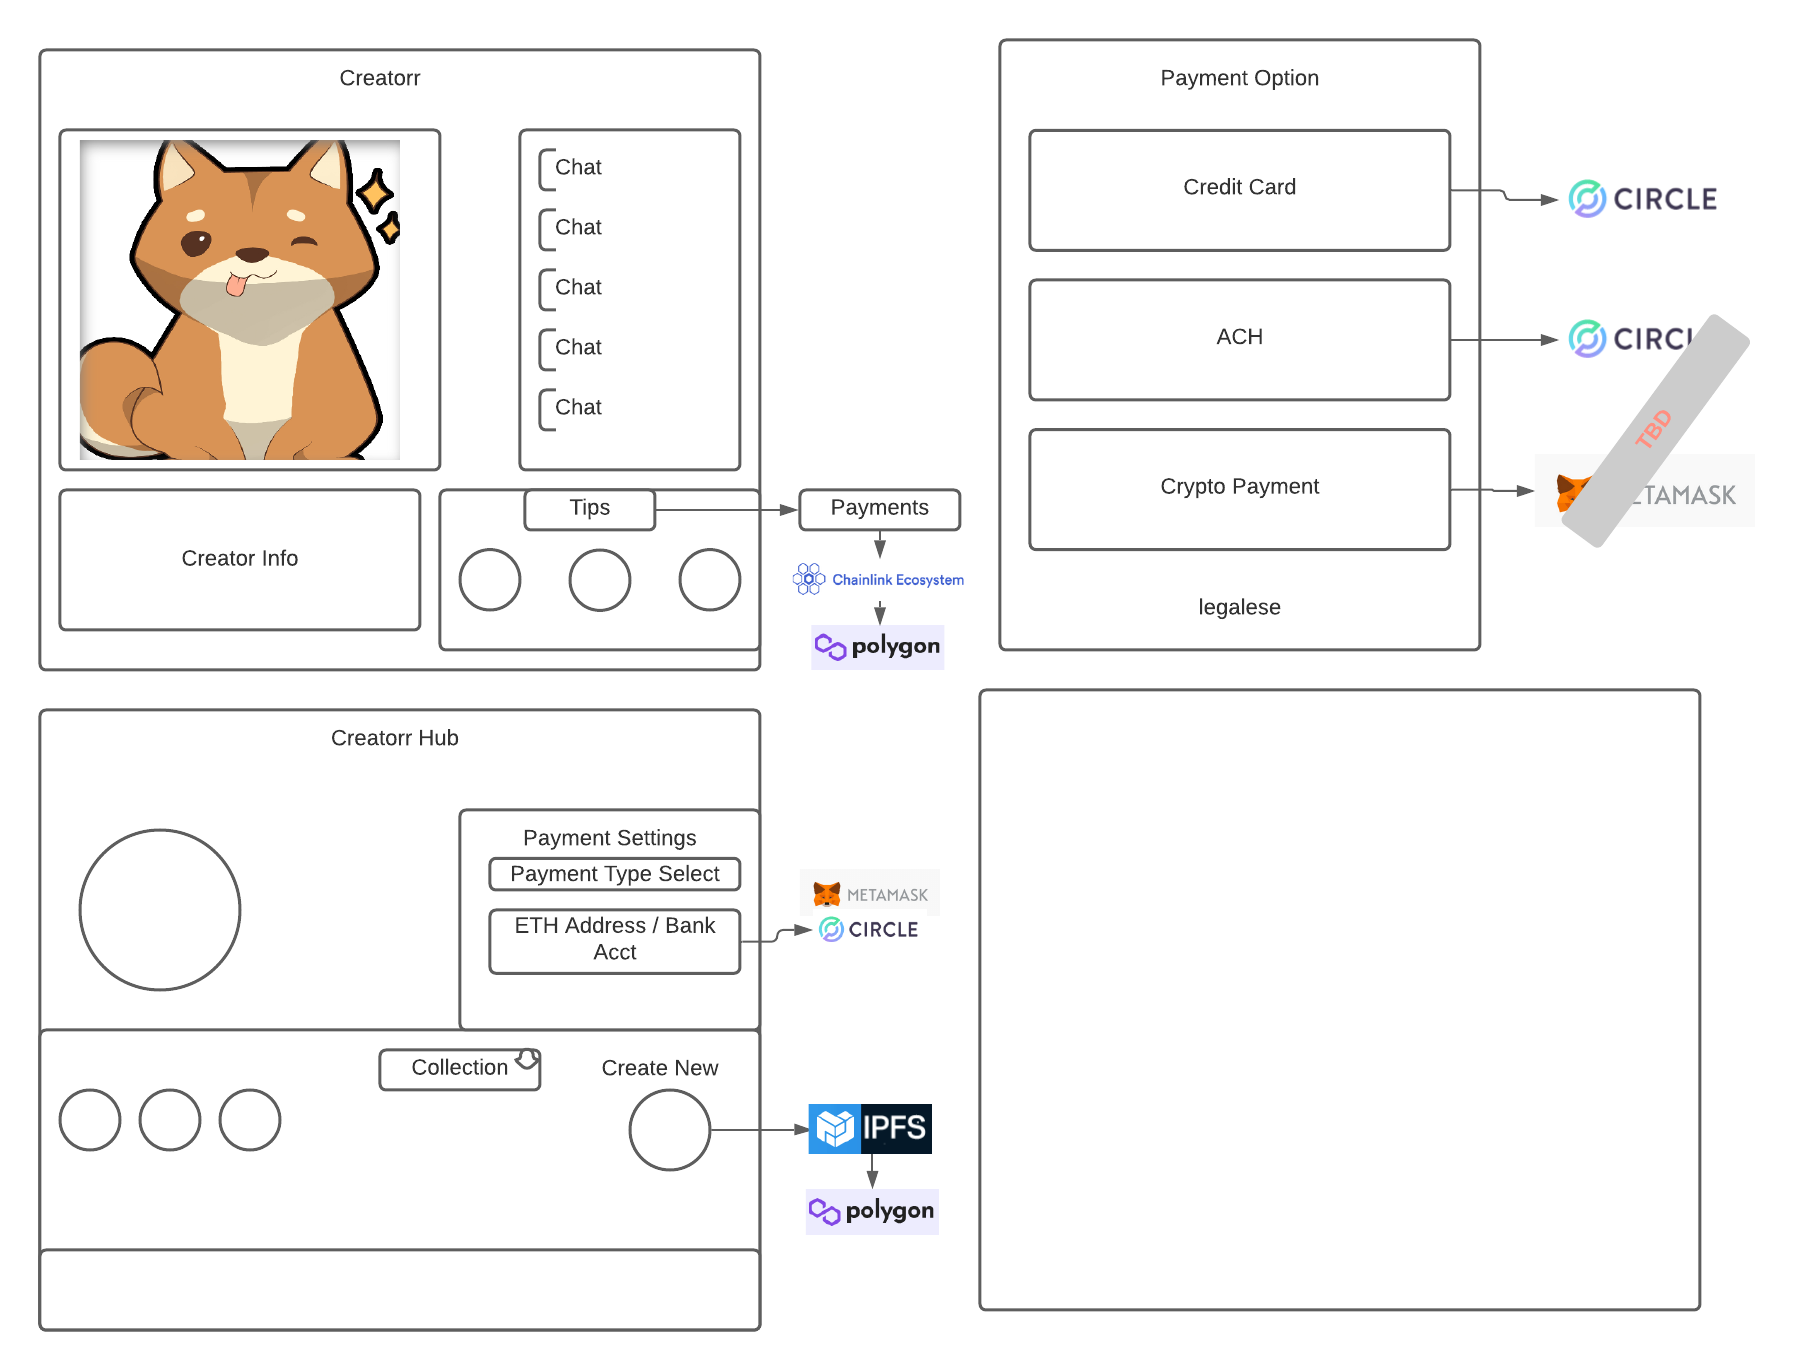 Creatorr
Chat
Chat
Chat
Chat
Chat
Creator Info
Tips
Payments
Chainlink Ecosystem
polygon
Payment Option
Credit Card
CIRCLE
ACH
CIRCL
TBD
Crypto Payment
ETAMASK
legalese
Creatorr Hub
Payment Settings
Payment Type Select
ETH Address / Bank
Acct
METAMASK
CIRCLE
Collection
Create New
IPFS
polygon